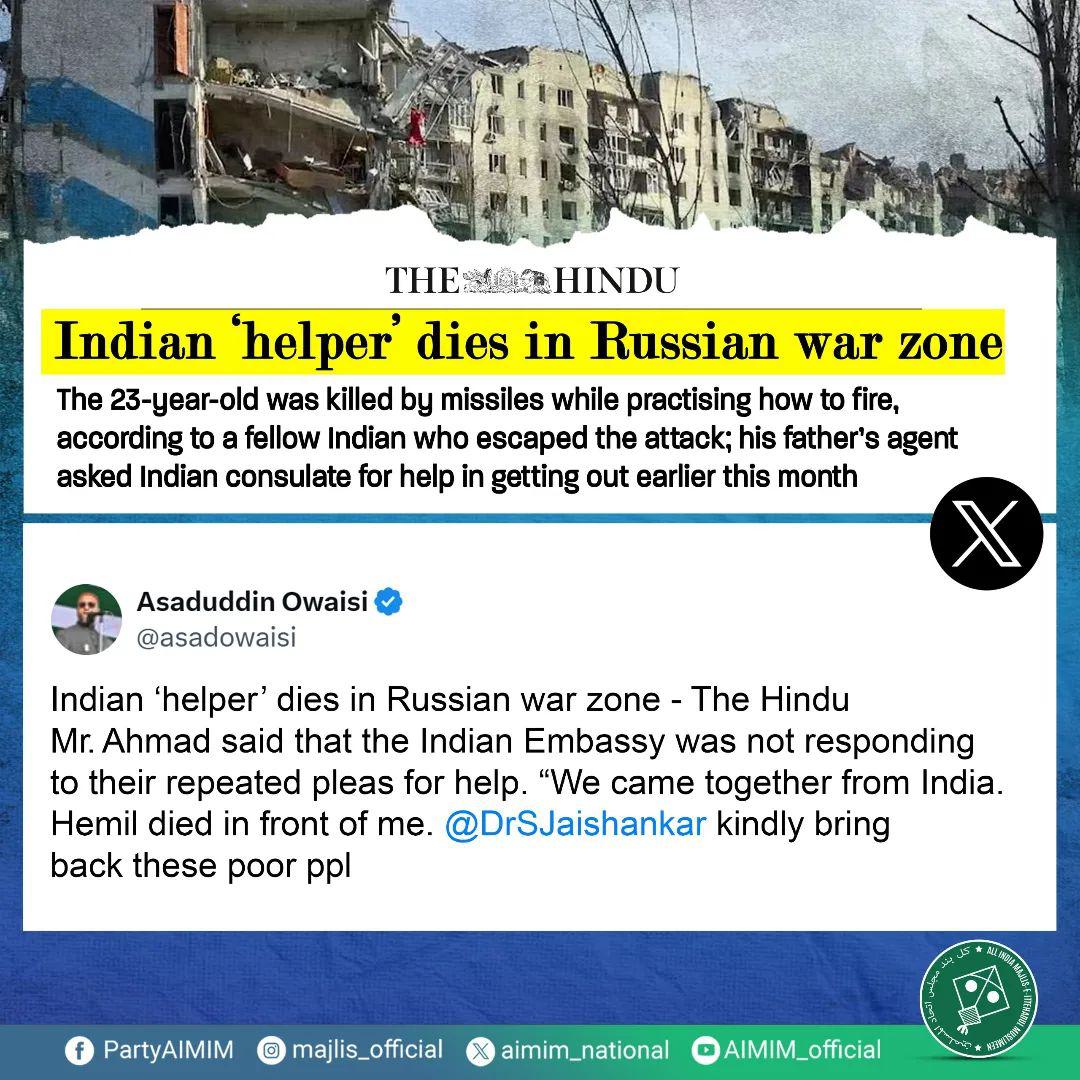 THE HINDU
Indian ‘helper’ dies in Russian war zone
The 23-year-old was killed by missiles while practising how to fire,
according to a fellow Indian who escaped the attack; his father's agent
asked Indian consulate for help in getting out earlier this month
Asaduddin Owaisi
@asadowaisi
Indian ‘helper’ dies in Russian war zone - The Hindu
Mr. Ahmad said that the Indian Embassy was not responding
to their repeated pleas for help. “We came together from India.
Hemil died in front of me. @DrSJaishankar kindly bring
back these poor ppl
ALL INDIA MAJLIS-E-ITTEHADUL MUSLIMEEN
کل ہند مجلس اتحاد المسلمین
PartyAIMIM
majlis_official
aimim_national
AIMIM_official